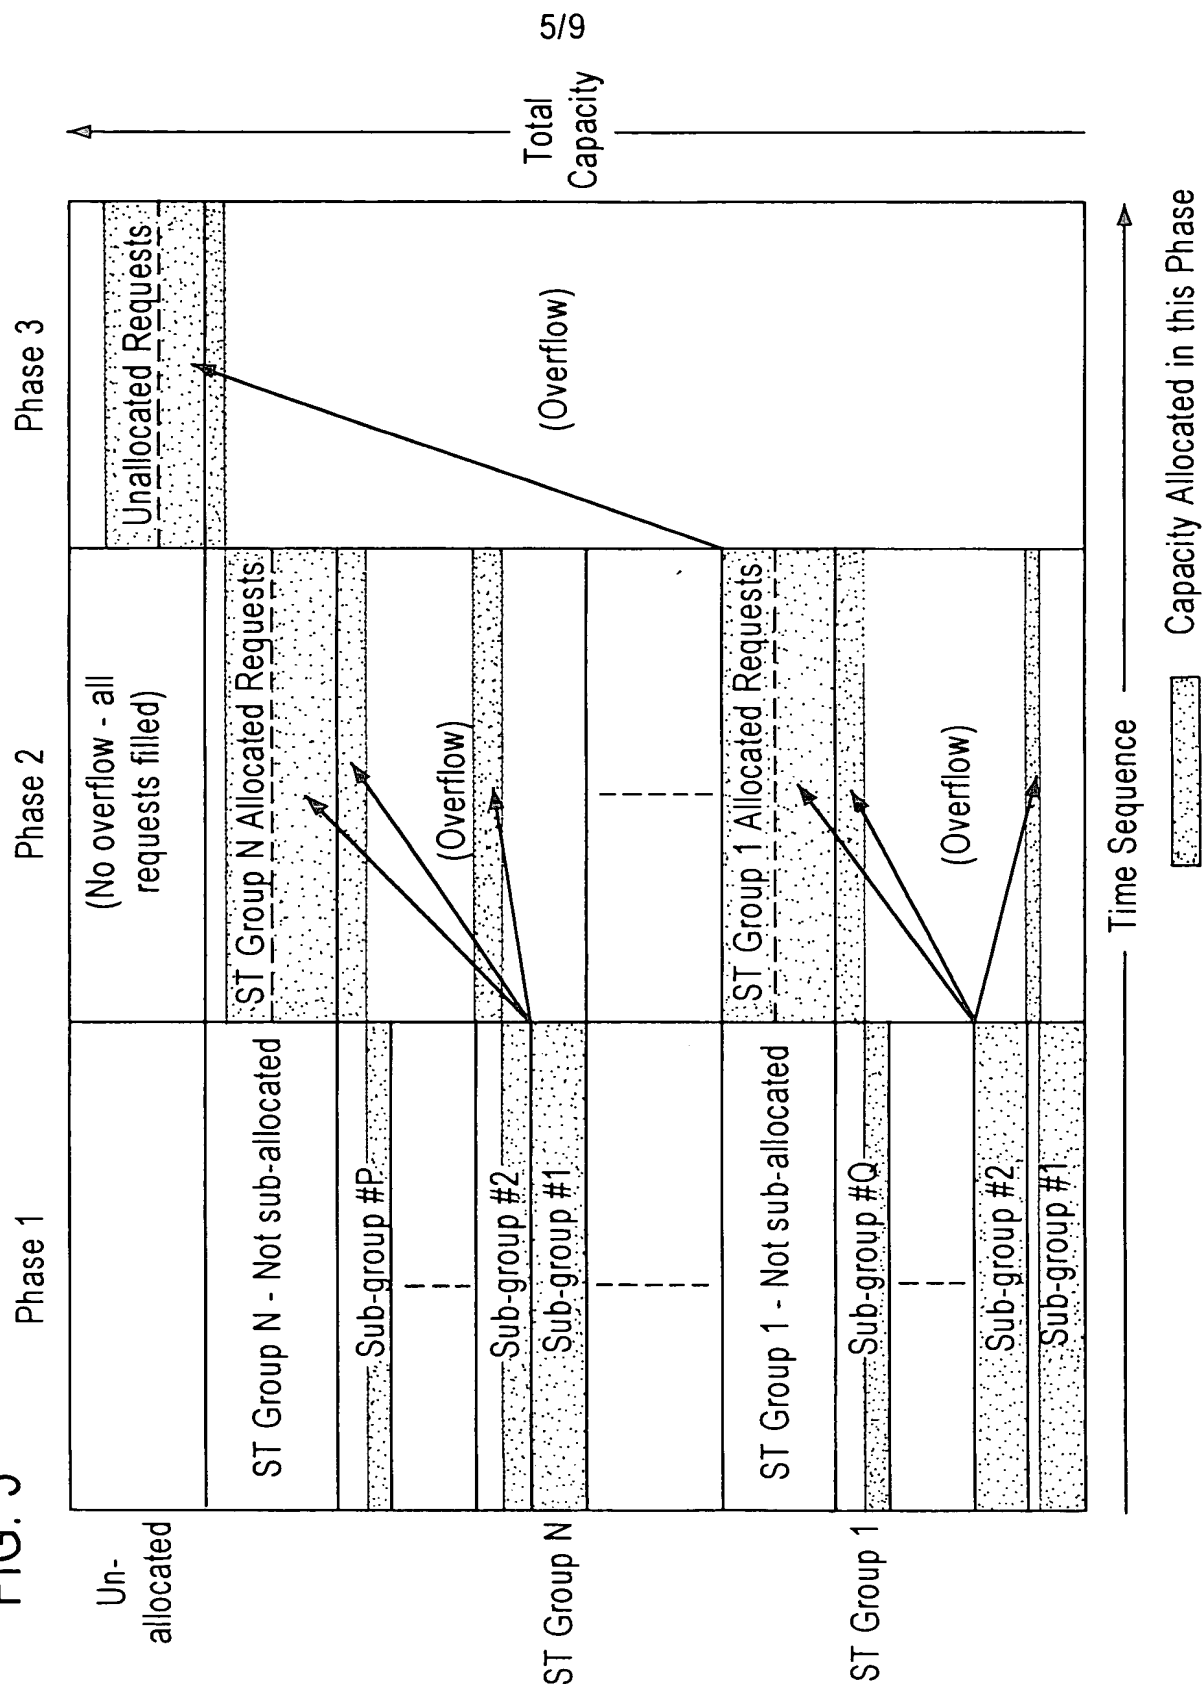 5/9
FIG. 5
Phase 1
Phase 2
Phase 3
Un-
allocated
(No overflow - all
requests filled)
Unallocated Requests
Total
Capacity
ST Group N - Not sub-allocated
ST Group N Allocated Requests
Sub-group #P
(Overflow)
(Overflow)
Sub-group #2
ST Group N
Sub-group #1
ST Group 1 - Not sub-allocated
ST Group 1 Allocated Requests
ST Group 1
Sub-group #Q
(Overflow)
Sub-group #2
Sub-group #1
Time Sequence
Capacity Allocated in this Phase